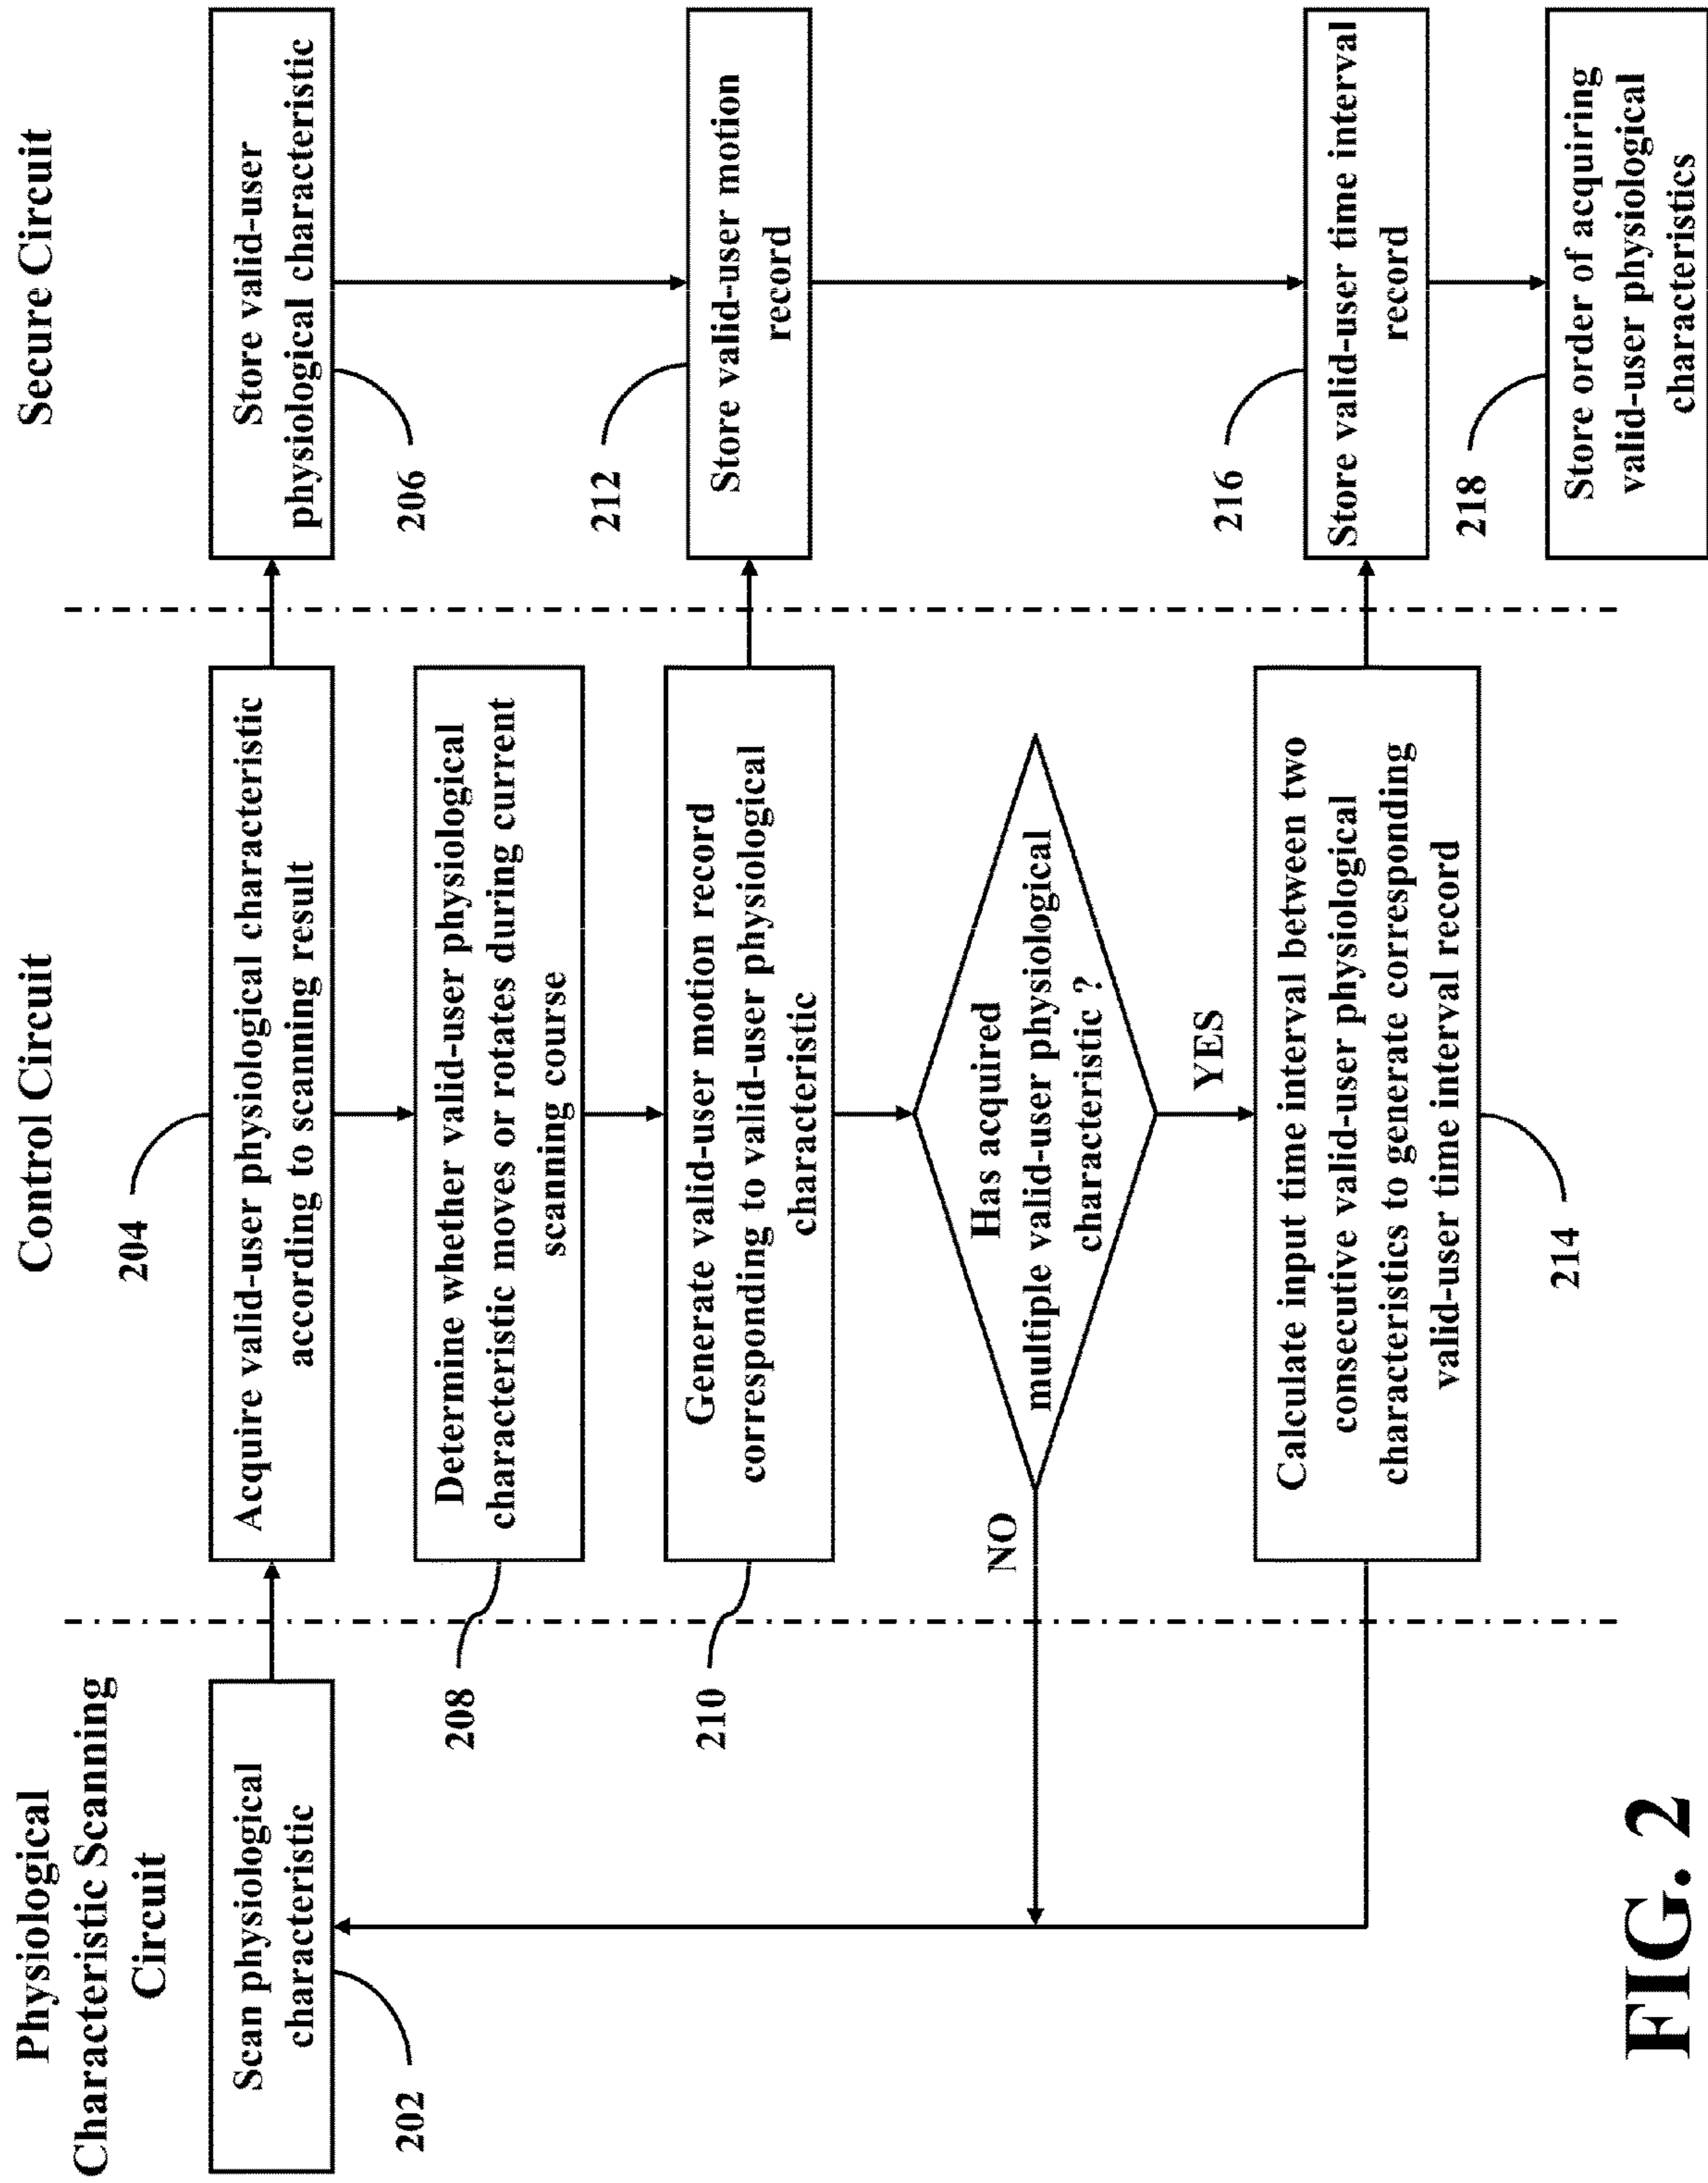 Physiological
Characteristic Scanning
Circuit
Control Circuit
Secure Circuit
Scan physiological
characteristic
202
204
Acquire valid-user physiological characteristic
according to scanning result
Store valid-user
physiological characteristic
206
Determine whether valid-user physiological
characteristic moves or rotates during current
scanning course
208
Generate valid-user motion record
corresponding to valid-user physiological
characteristic
210
212
Store valid-user motion
record
Has acquired
multiple valid-user physiological
characteristic ?
NO
YES
Calculate input time interval between two
consecutive valid-user physiological
characteristics to generate corresponding
valid-user time interval record
214
216
Store valid-user time interval
record
218
Store order of acquiring
valid-user physiological
characteristics
FIG. 2